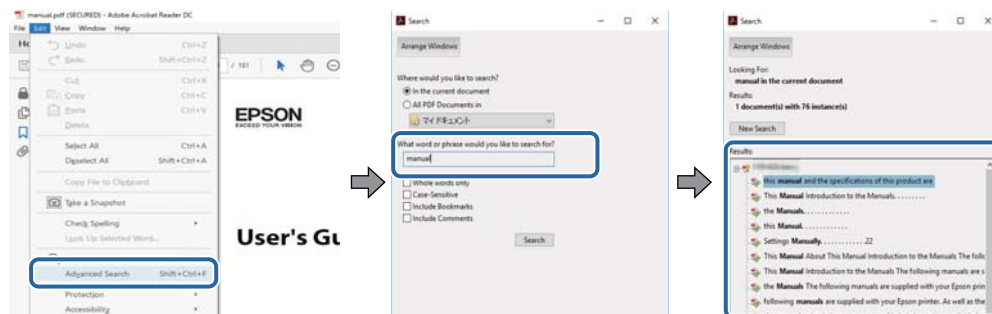 manual.pdf (SECURED) - Adobe Acrobat Reader DC
File Edit View Window Help
Undo Ctrl+Z
Redo Shift+Ctrl+Z
Cut Ctrl+X
Copy Ctrl+C
Paste Ctrl+V
Delete
Select All Ctrl+A
Deselect All Shift+Ctrl+A
Copy File to Clipboard
Take a Snapshot
Check Spelling
Look Up Selected Word...
Advanced Search Shift+Ctrl+F
Protection
Accessibility
/ 191
EPSON
EXCEED YOUR VISION
User's Gu
Search
Arrange Windows
Where would you like to search?
In the current document
All PDF Documents in
マイ ドキュメント
What word or phrase would you like to search for?
manual
Whole words only
Case-Sensitive
Include Bookmarks
Include Comments
Search
Search
Arrange Windows
Looking For:
manual in the current document
Results:
1 document(s) with 76 instance(s)
New Search
Results:
this manual and the specifications of this product are
This Manual Introduction to the Manuals.........
the Manuals............
this Manual............
Settings Manually............22
This Manual About This Manual Introduction to the Manuals The follo
This Manual Introduction to the Manuals The following manuals are s
the Manuals The following manuals are supplied with your Epson prin
following manuals are supplied with your Epson printer. As well as the